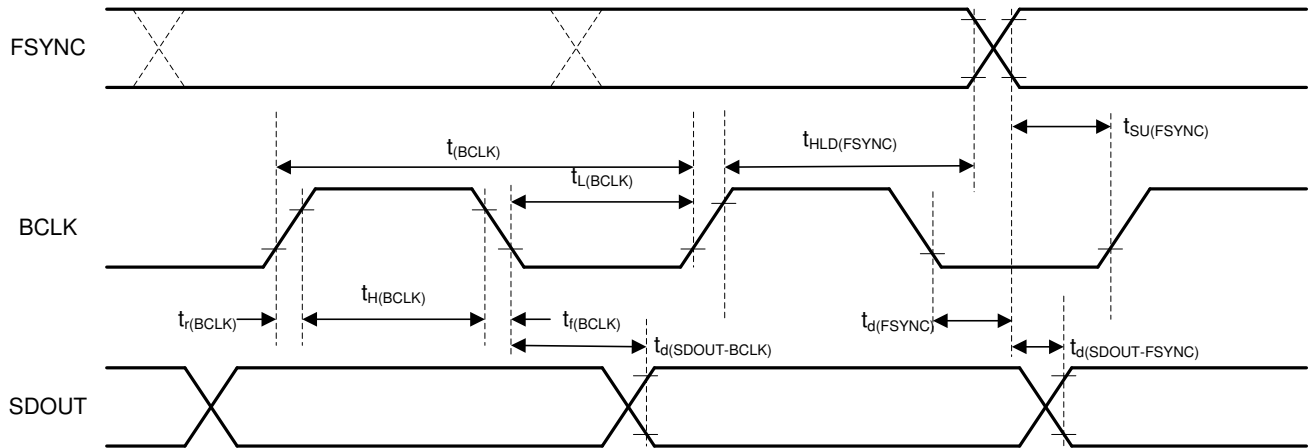 FSYNC
tSU(FSYNC)
tHLD(FSYNC)
t(BCLK)
tL(BCLK)
BCLK
tH(BCLK)
tr(BCLK)
tf(BCLK)
td(FSYNC)
td(SDOUT-BCLK)
td(SDOUT-FSYNC)
SDOUT